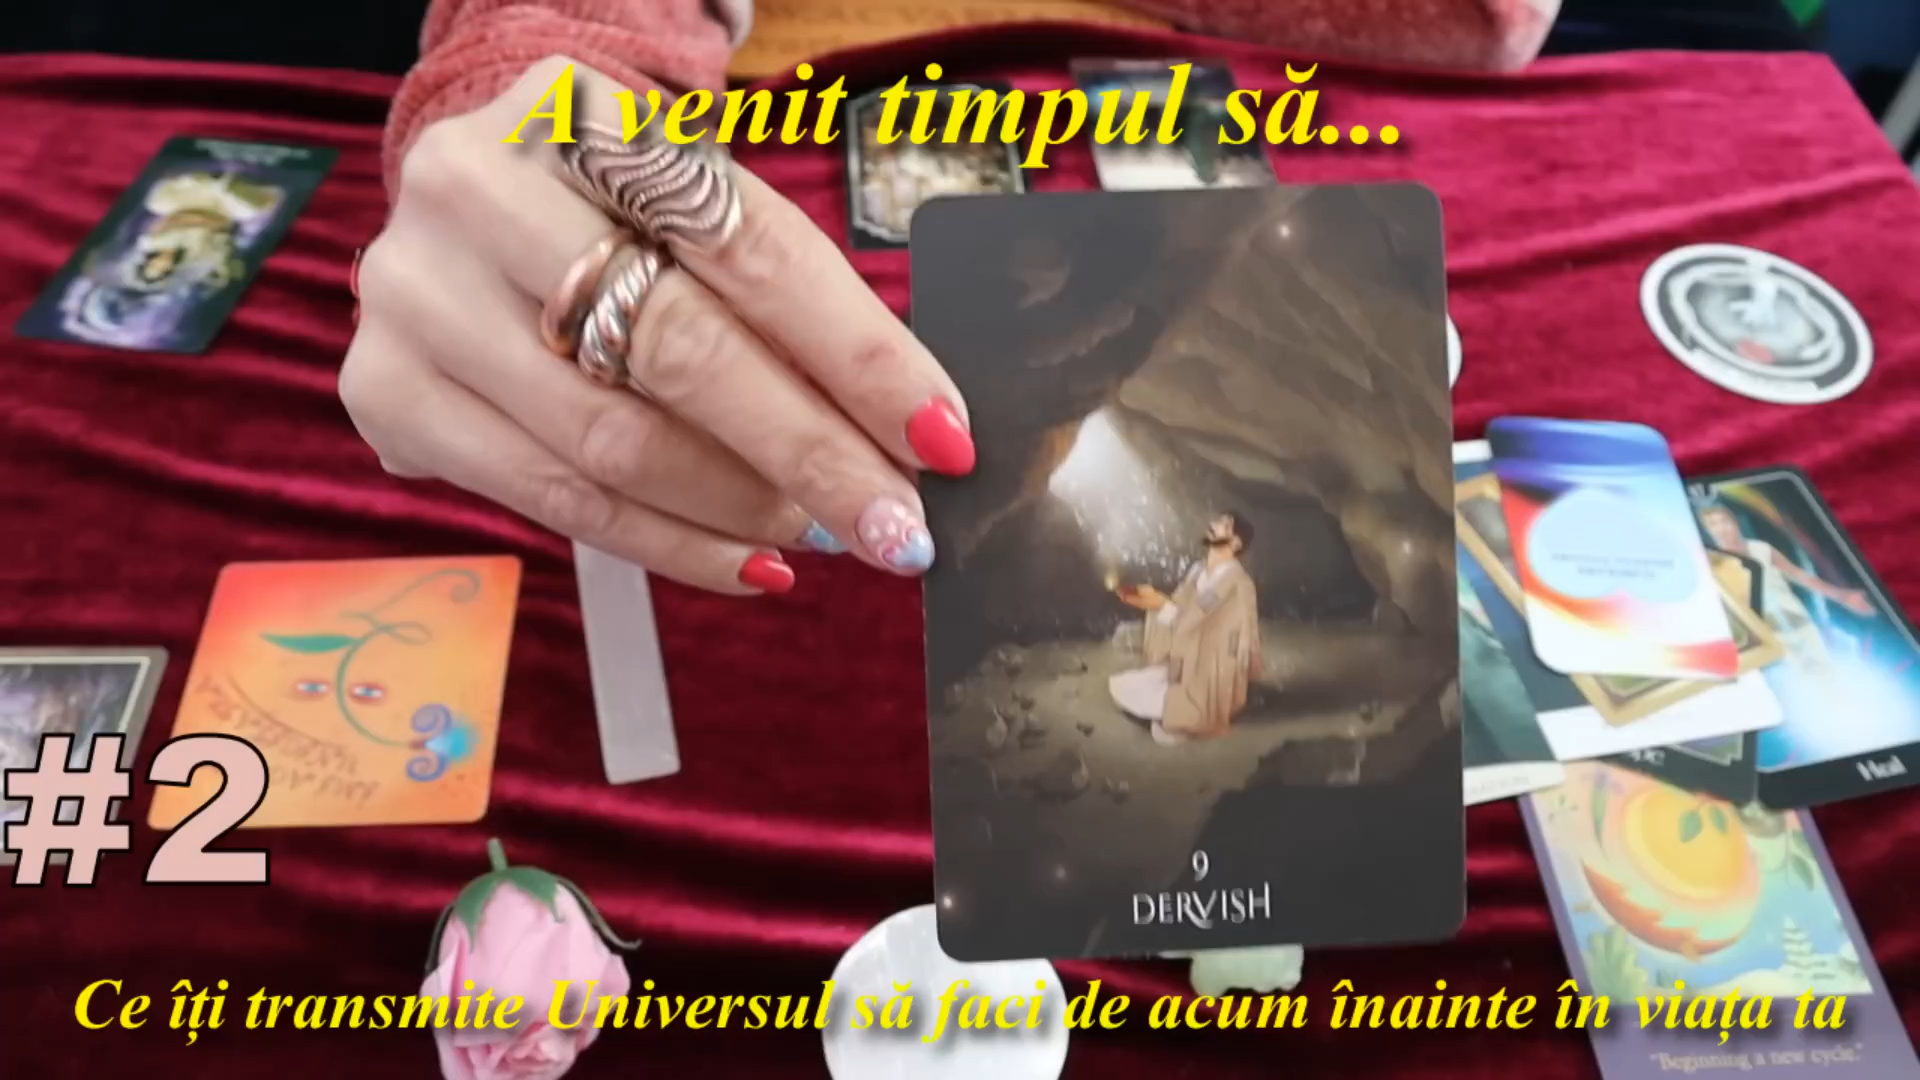 A venit timpul să...
Heal
#2
9
DERVISH
Ce îți transmite Universul să faci de acum înainte în viața ta
"Beginning a new cycle."